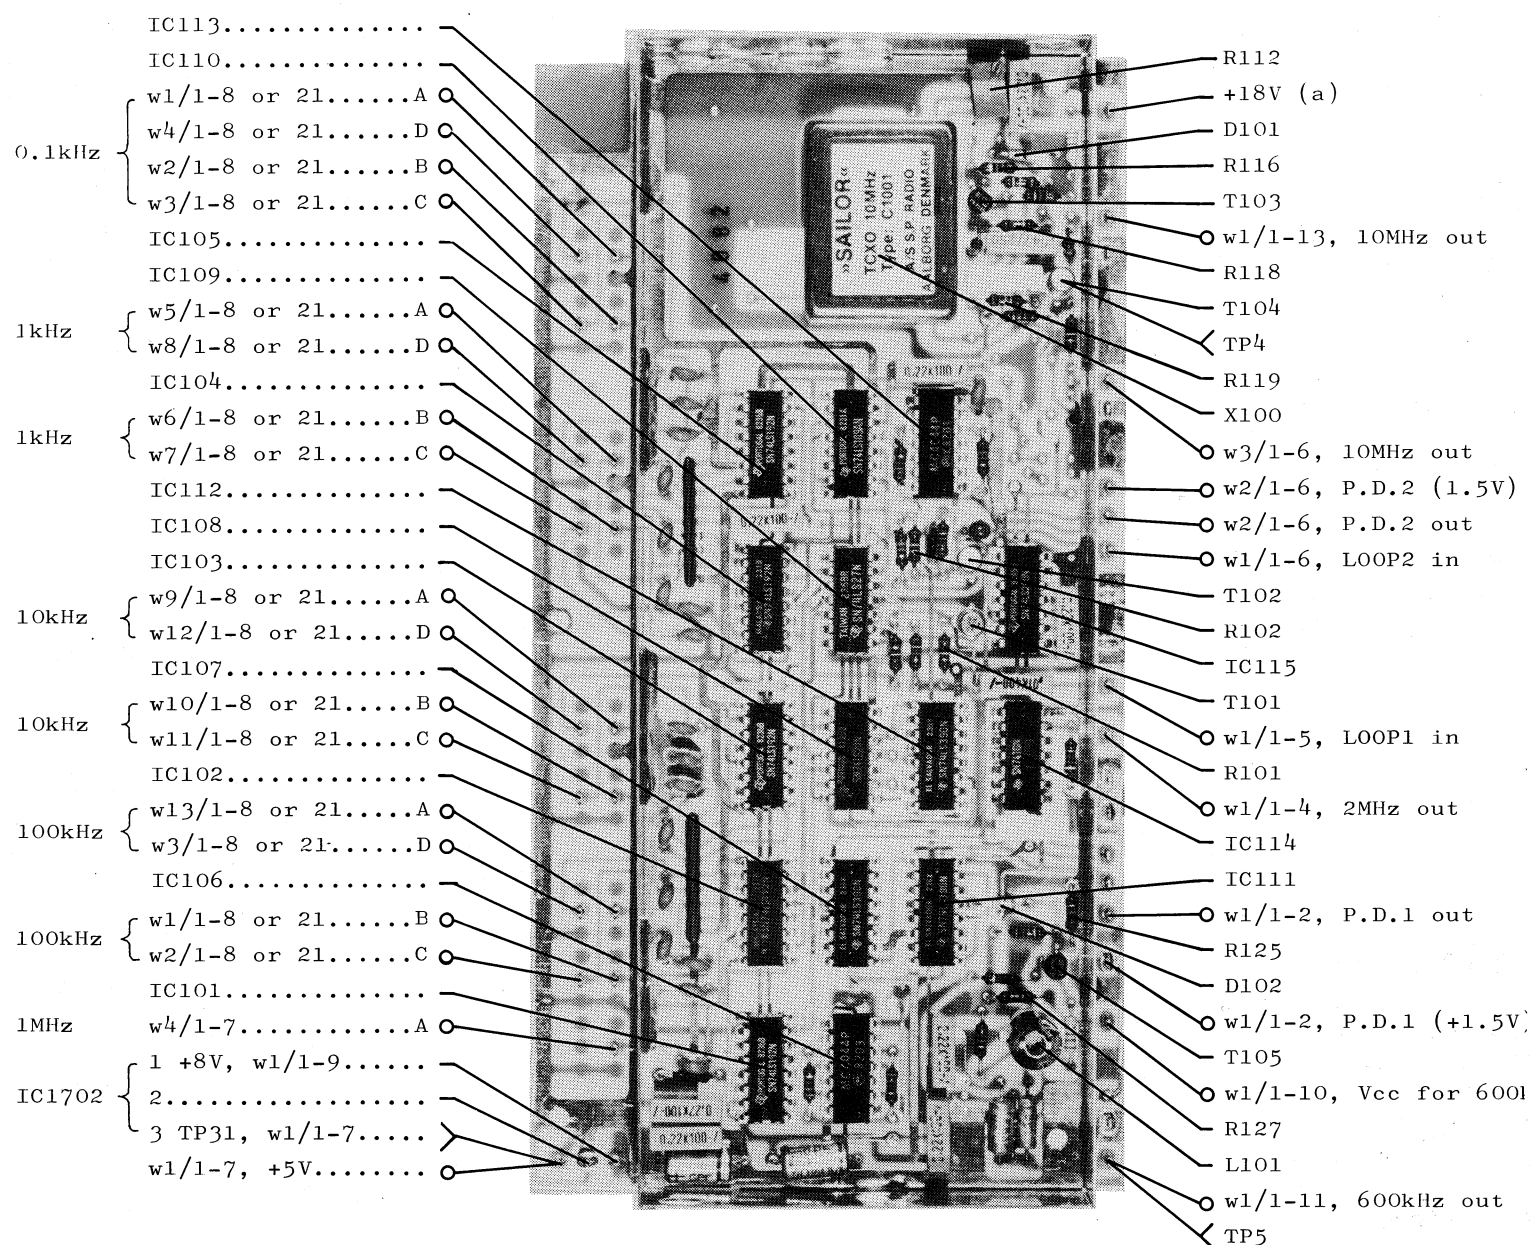 IC113..............
IC110..............
w1/1-8 or 21......A
w4/1-8 or 21......D
0.1kHz
w2/1-8 or 21......B
w3/1-8 or 21......C
IC105..............
IC109..............
w5/1-8 or 21......A
1kHz
w8/1-8 or 21......D
IC104..............
w6/1-8 or 21......B
1kHz
w7/1-8 or 21......C
IC112..............
IC108..............
IC103..............
w9/1-8 or 21......A
10kHz
w12/1-8 or 21.....D
IC107..............
w10/1-8 or 21.....B
10kHz
w11/1-8 or 21.....C
IC102..............
w13/1-8 or 21.....A
100kHz
w3/1-8 or 21......D
IC106..............
w1/1-8 or 21......B
100kHz
w2/1-8 or 21......C
IC101..............
1MHz
w4/1-7............A
1 +8V, w1/1-9......
IC1702
2..................
3 TP31, w1/1-7.....
w1/1-7, +5V........
»SAILOR«
TCXO 10MHz
Type: C1001
A/S S.P. RADIO
AALBORG DENMARK
0.22K100-/
0.22K100-/
0.22K100-/
0.22K100-/
R112
+18V (a)
D101
R116
T103
w1/1-13, 10MHz out
R118
T104
TP4
R119
X100
w3/1-6, 10MHz out
w2/1-6, P.D.2 (1.5V)
w2/1-6, P.D.2 out
w1/1-6, LOOP2 in
T102
R102
IC115
T101
w1/1-5, LOOP1 in
R101
w1/1-4, 2MHz out
IC114
IC111
w1/1-2, P.D.1 out
R125
D102
w1/1-2, P.D.1 (+1.5V)
T105
w1/1-10, Vcc for 600
R127
L101
w1/1-11, 600kHz out
TP5